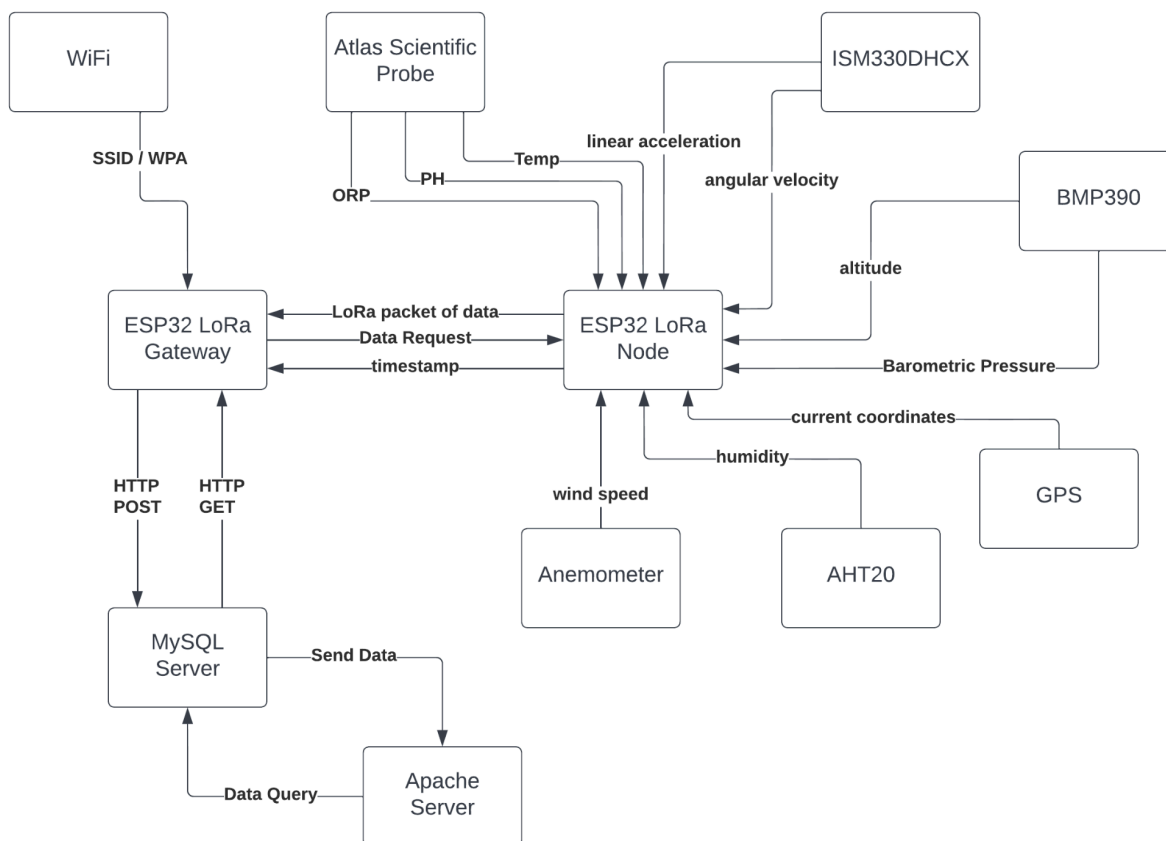 WiFi
Atlas Scientific
Probe
ISM330DHCX
SSID / WPA
linear acceleration
Temp
PH
ORP
angular velocity
BMP390
altitude
ESP32 LoRa
Gateway
LoRa packet of data
Data Request
timestamp
ESP32 LoRa
Node
Barometric Pressure
current coordinates
humidity
GPS
wind speed
HTTP
POST
HTTP
GET
Anemometer
AHT20
MySQL
Server
Send Data
Data Query
Apache
Server